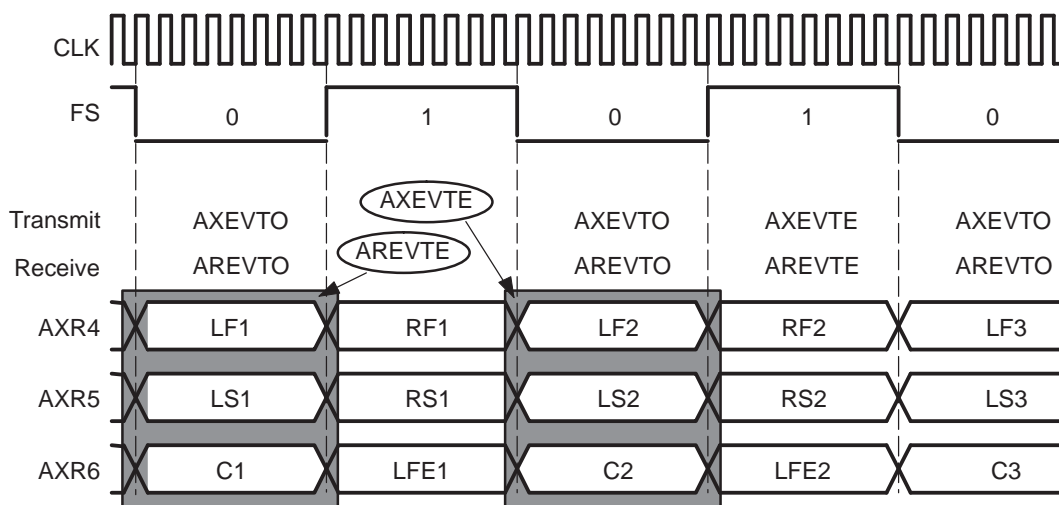 CLK
FS 0 1 0 1 0
AXEVTE
Transmit AXEVTO AXEVTO AXEVTE AXEVTO
AREVTE
Receive AREVTO AREVTO AREVTE AREVTO
AXR4 LF1 RF1 LF2 RF2 LF3
AXR5 LS1 RS1 LS2 RS2 LS3
AXR6 C1 LFE1 C2 LFE2 C3